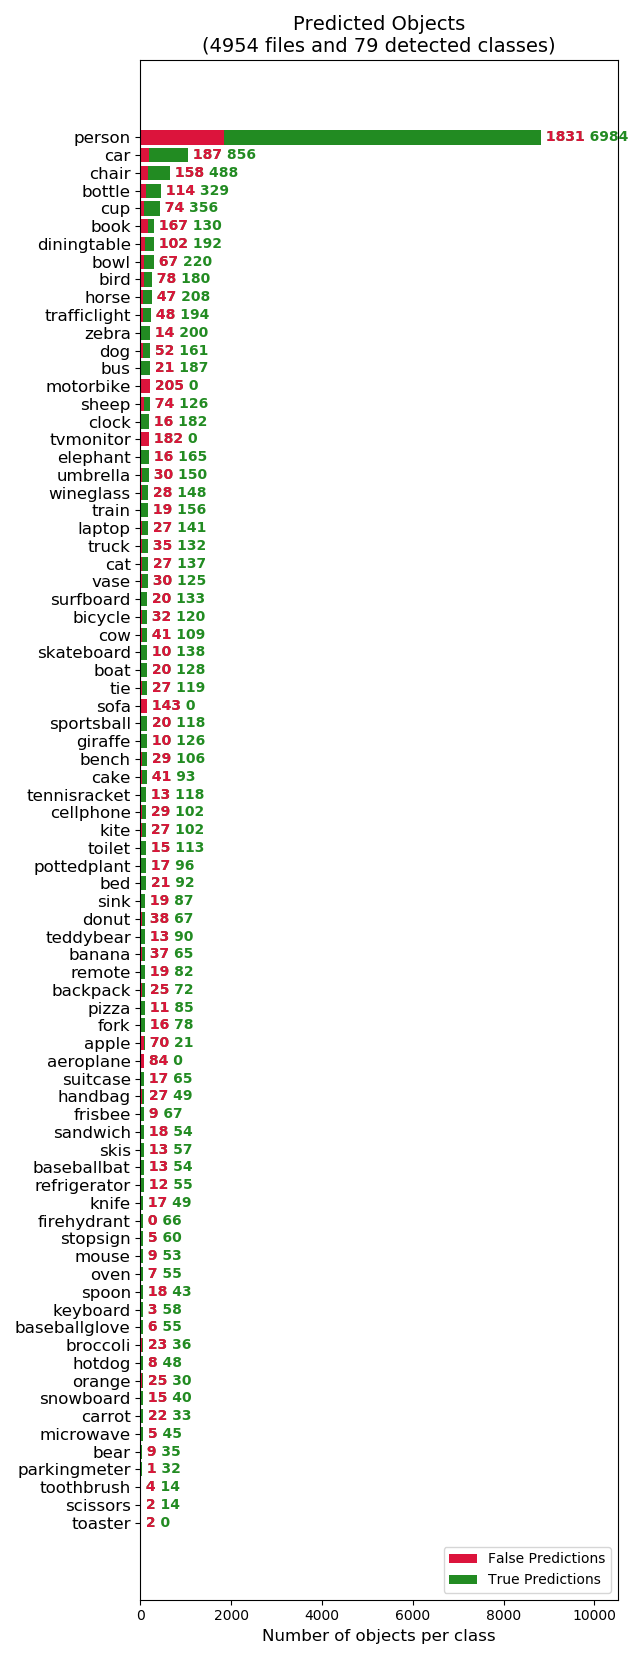 Predicted Objects
(4954 files and 79 detected classes)
person 1831 6984
car 187 856
chair 158 488
bottle 114 329
cup 74 356
book 167 130
diningtable 102 192
bowl 67 220
bird 78 180
horse 47 208
trafficlight 48 194
zebra 14 200
dog 52 161
bus 21 187
motorbike 205 0
sheep 74 126
clock 16 182
tvmonitor 182 0
elephant 16 165
umbrella 30 150
wineglass 28 148
train 19 156
laptop 27 141
truck 35 132
cat 27 137
vase 30 125
surfboard 20 133
bicycle 32 120
cow 41 109
skateboard 10 138
boat 20 128
tie 27 119
sofa 143 0
sportsball 20 118
giraffe 10 126
bench 29 106
cake 41 93
tennisracket 13 118
cellphone 29 102
kite 27 102
toilet 15 113
pottedplant 17 96
bed 21 92
sink 19 87
donut 38 67
teddybear 13 90
banana 37 65
remote 19 82
backpack 25 72
pizza 11 85
fork 16 78
apple 70 21
aeroplane 84 0
suitcase 17 65
handbag 27 49
frisbee 9 67
sandwich 18 54
skis 13 57
baseballbat 13 54
refrigerator 12 55
knife 17 49
firehydrant 0 66
stopsign 5 60
mouse 9 53
oven 7 55
spoon 18 43
keyboard 3 58
baseballglove 6 55
broccoli 23 36
hotdog 8 48
orange 25 30
snowboard 15 40
carrot 22 33
microwave 5 45
bear 9 35
parkingmeter 1 32
toothbrush 4 14
scissors 2 14
toaster 2 0
False Predictions
True Predictions
0 2000 4000 6000 8000 10000
Number of objects per class